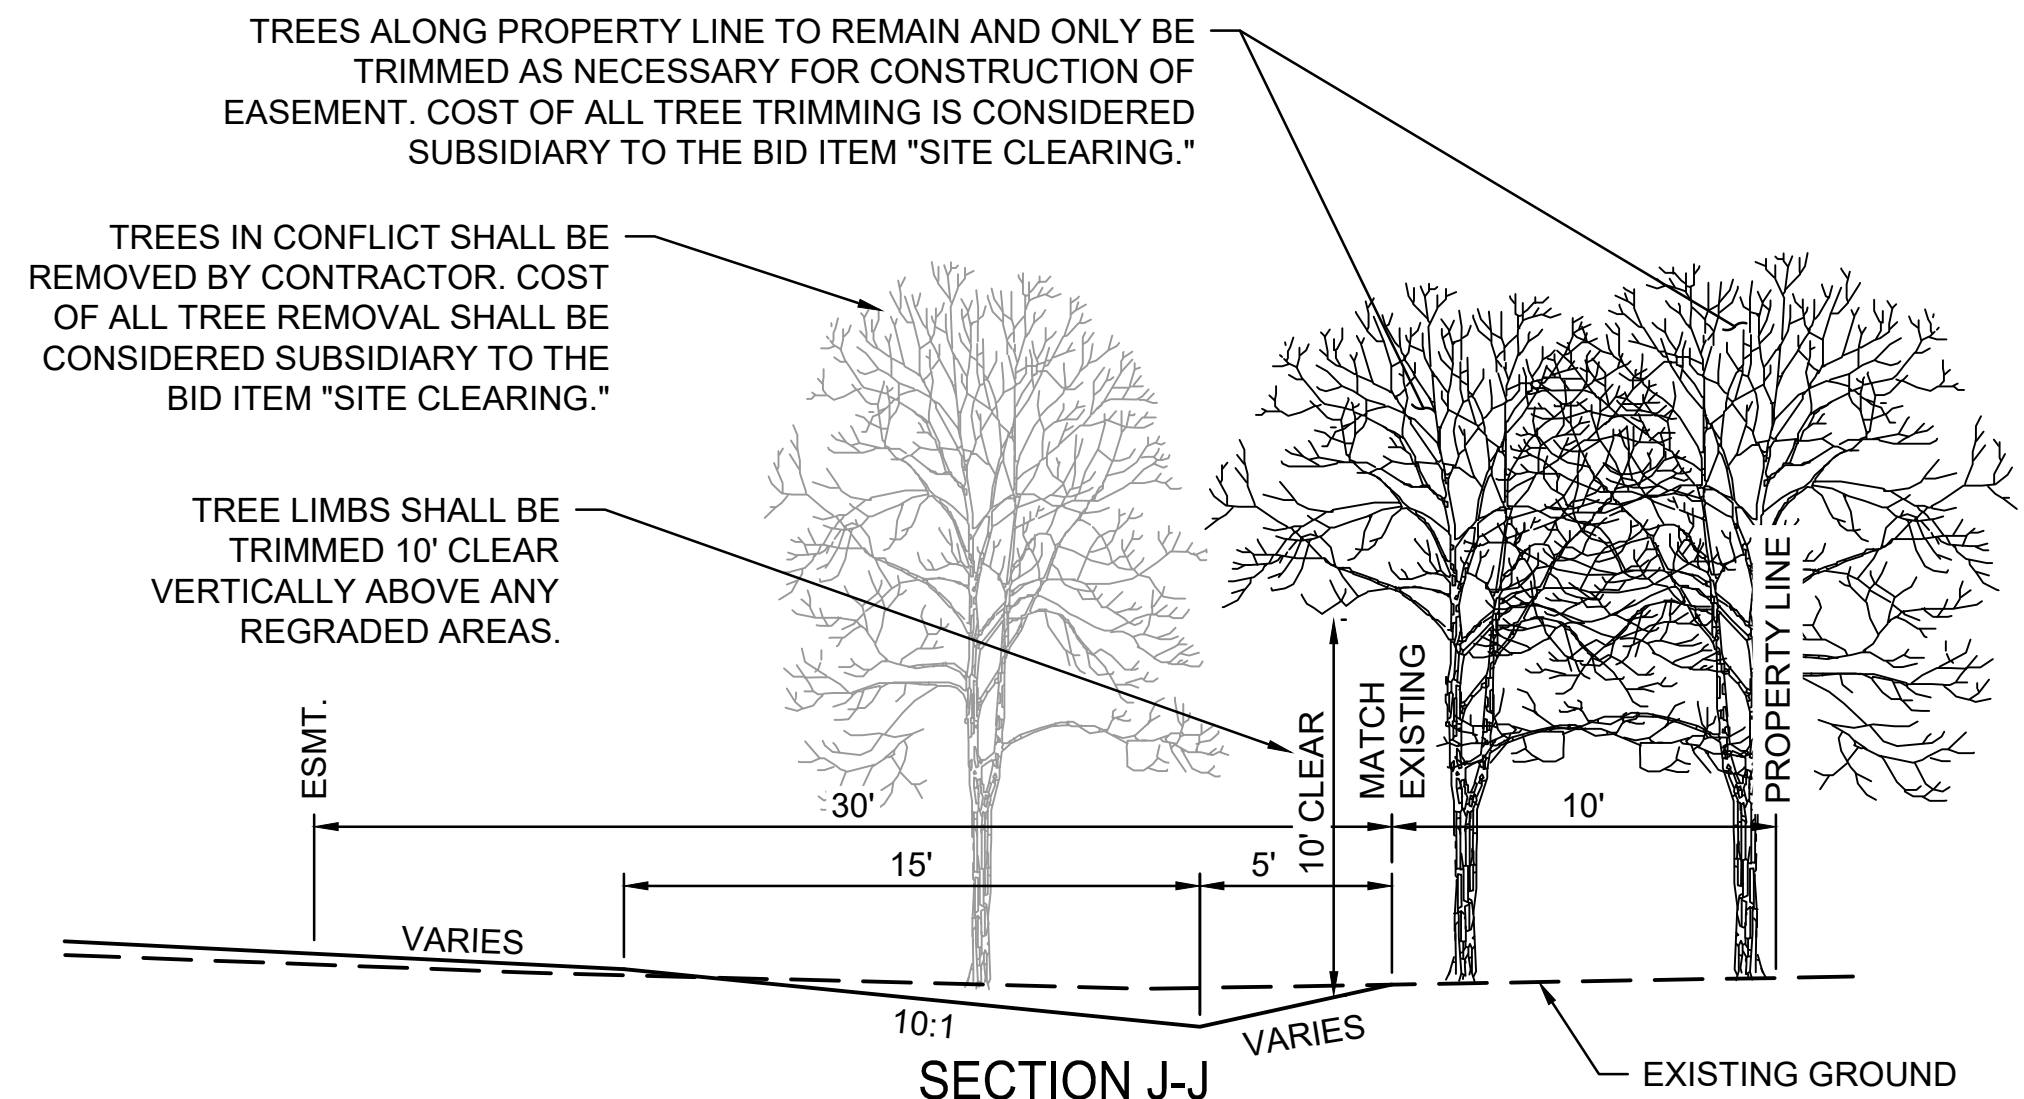 TREES ALONG PROPERTY LINE TO REMAIN AND ONLY BE
TRIMMED AS NECESSARY FOR CONSTRUCTION OF
EASEMENT. COST OF ALL TREE TRIMMING IS CONSIDERED
SUBSIDIARY TO THE BID ITEM "SITE CLEARING."
TREES IN CONFLICT SHALL BE
REMOVED BY CONTRACTOR. COST
OF ALL TREE REMOVAL SHALL BE
CONSIDERED SUBSIDIARY TO THE
BID ITEM "SITE CLEARING."
TREE LIMBS SHALL BE
TRIMMED 10' CLEAR
VERTICALLY ABOVE ANY
REGRADED AREAS.
ESMT.
30'
10' CLEAR
MATCH
EXISTING
10'
PROPERTY LINE
15'
5'
VARIES
10:1
VARIES
SECTION J-J
EXISTING GROUND